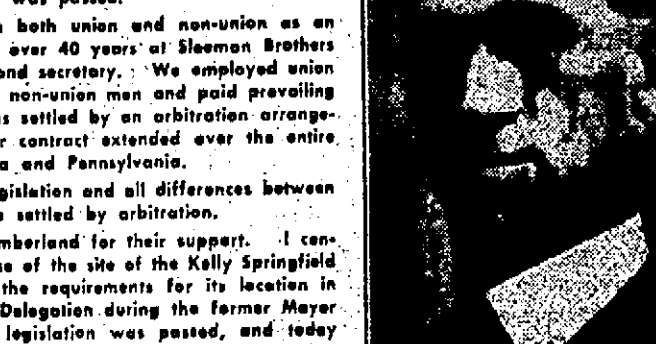 was passed.
both union and non-union as an
over 40 years at Sleeman Brothers
ond secretary. We employed union
non-union men and paid prevailing
s settled by an arbitration arrange-
r contract extended over the entire
a and Pennsylvania.
gislation and all differences between
settled by arbitration.
mberland for their support. I con-
se of the site of the Kelly Springfield
the requirements for its location in
Delegation during the former Mayor
legislation was passed, and today